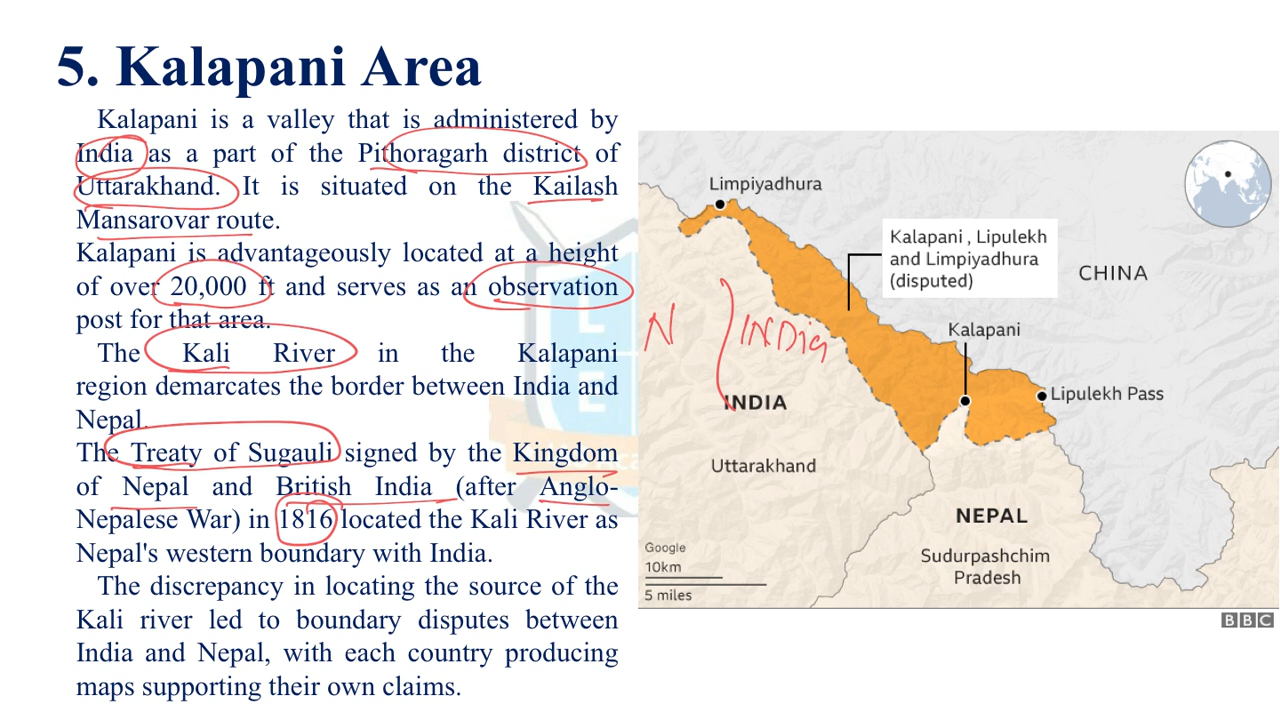 5. Kalapani Area
Kalapani is a valley that is administered by
India as a part of the Pithoragarh district of
Uttarakhand. It is situated on the Kailash
Mansarovar route.
Kalapani is advantageously located at a height
of over 20,000 ft and serves as an observation
post for that area.
The Kali River in the Kalapani
region demarcates the border between India and
Nepal.
The Treaty of Sugauli signed by the Kingdom
of Nepal and British India (after Anglo-
Nepalese War) in 1816 located the Kali River as
Nepal's western boundary with India.
The discrepancy in locating the source of the
Kali river led to boundary disputes between
India and Nepal, with each country producing
maps supporting their own claims.
Limpiyadhura
Kalapani , Lipulekh
and Limpiyadhura
(disputed)
CHINA
Kalapani
N INDIA
Lipulekh Pass
INDIA
Uttarakhand
NEPAL
Sudurpashchim
Pradesh
Google
10km
5 miles
BBC